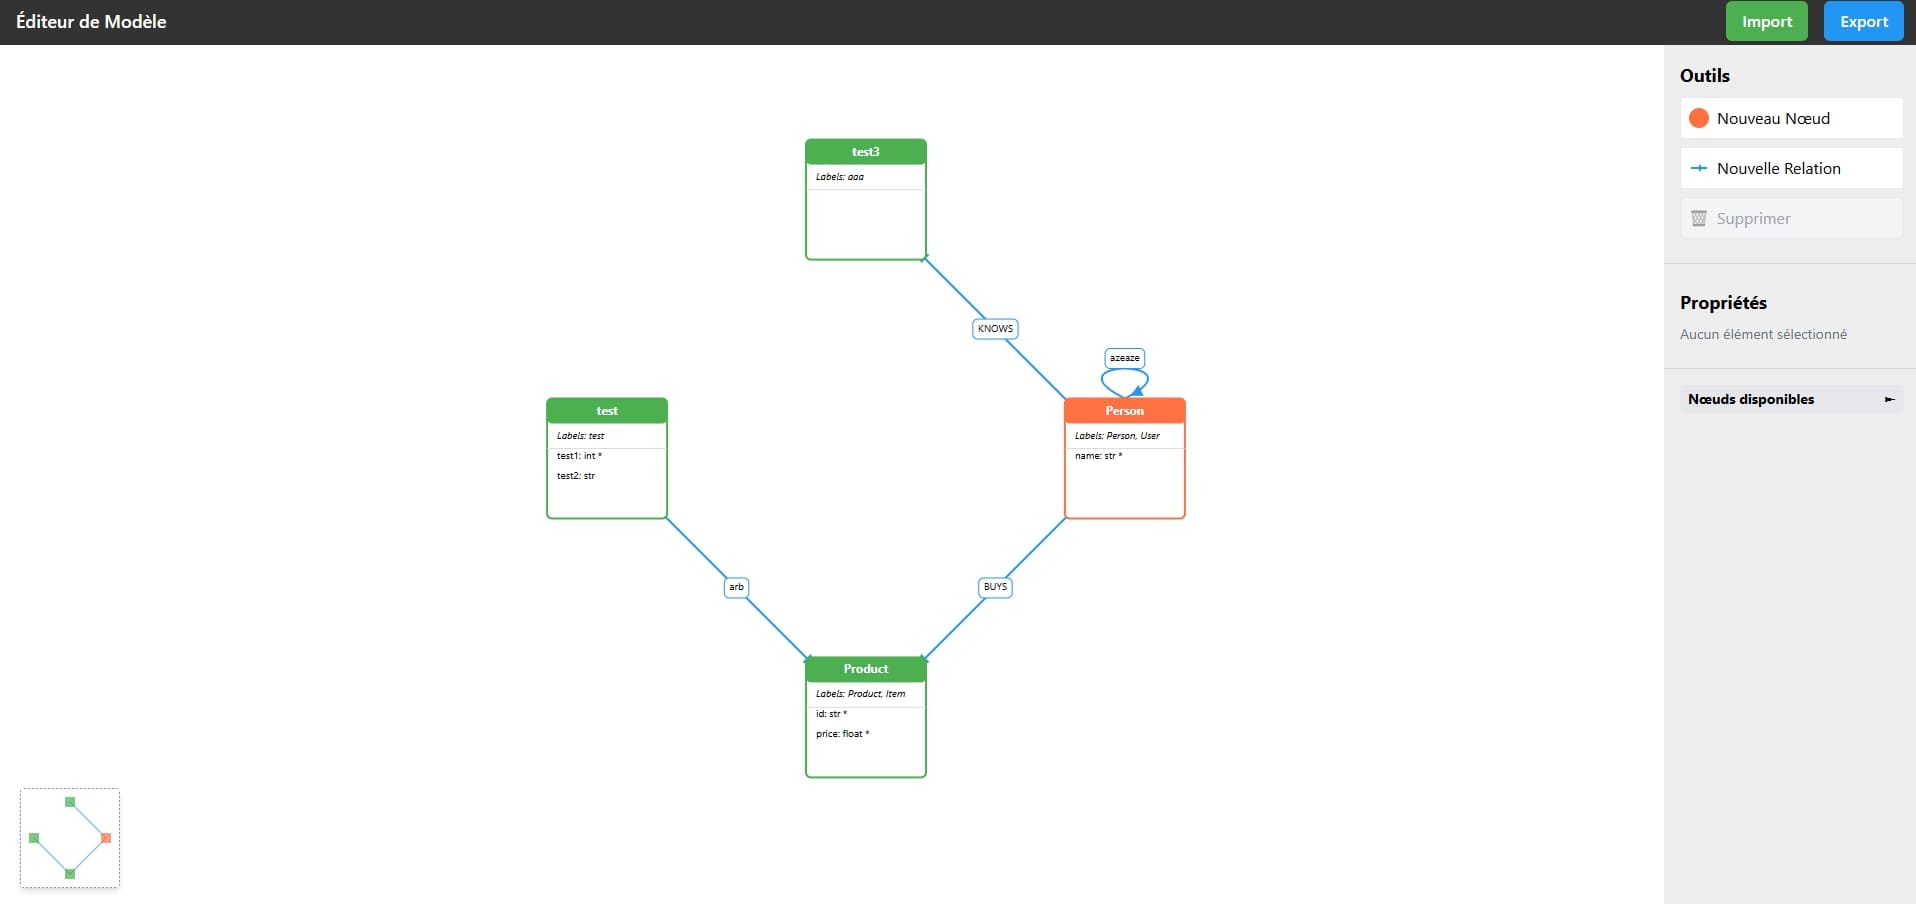 Éditeur de Modèle
Import
Export
Outils
Nouveau Nœud
Nouvelle Relation
Supprimer
Propriétés
Aucun élément sélectionné
Nœuds disponibles
test3
Labels: aaa
KNOWS
azeaze
test
Labels: test
test1: int *
test2: str
Person
Labels: Person, User
name: str *
arb
BUYS
Product
Labels: Product, Item
id: str *
price: float *